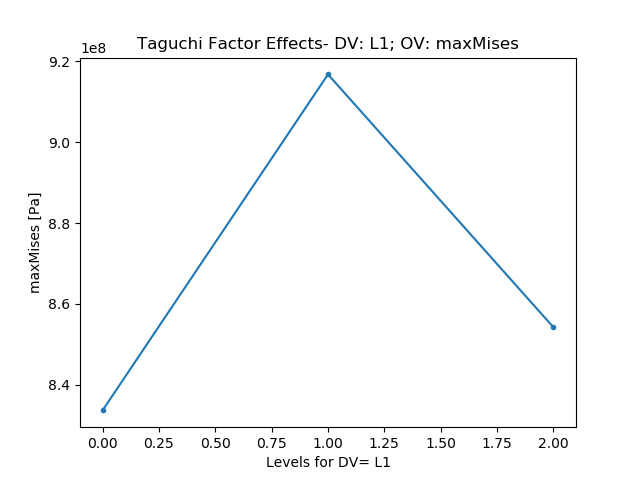 Taguchi Factor Effects- DV: L1; OV: maxMises
1e8
9.2
9.0
8.8
8.6
8.4
maxMises [Pa]
0.00 0.25 0.50 0.75 1.00 1.25 1.50 1.75 2.00
Levels for DV= L1